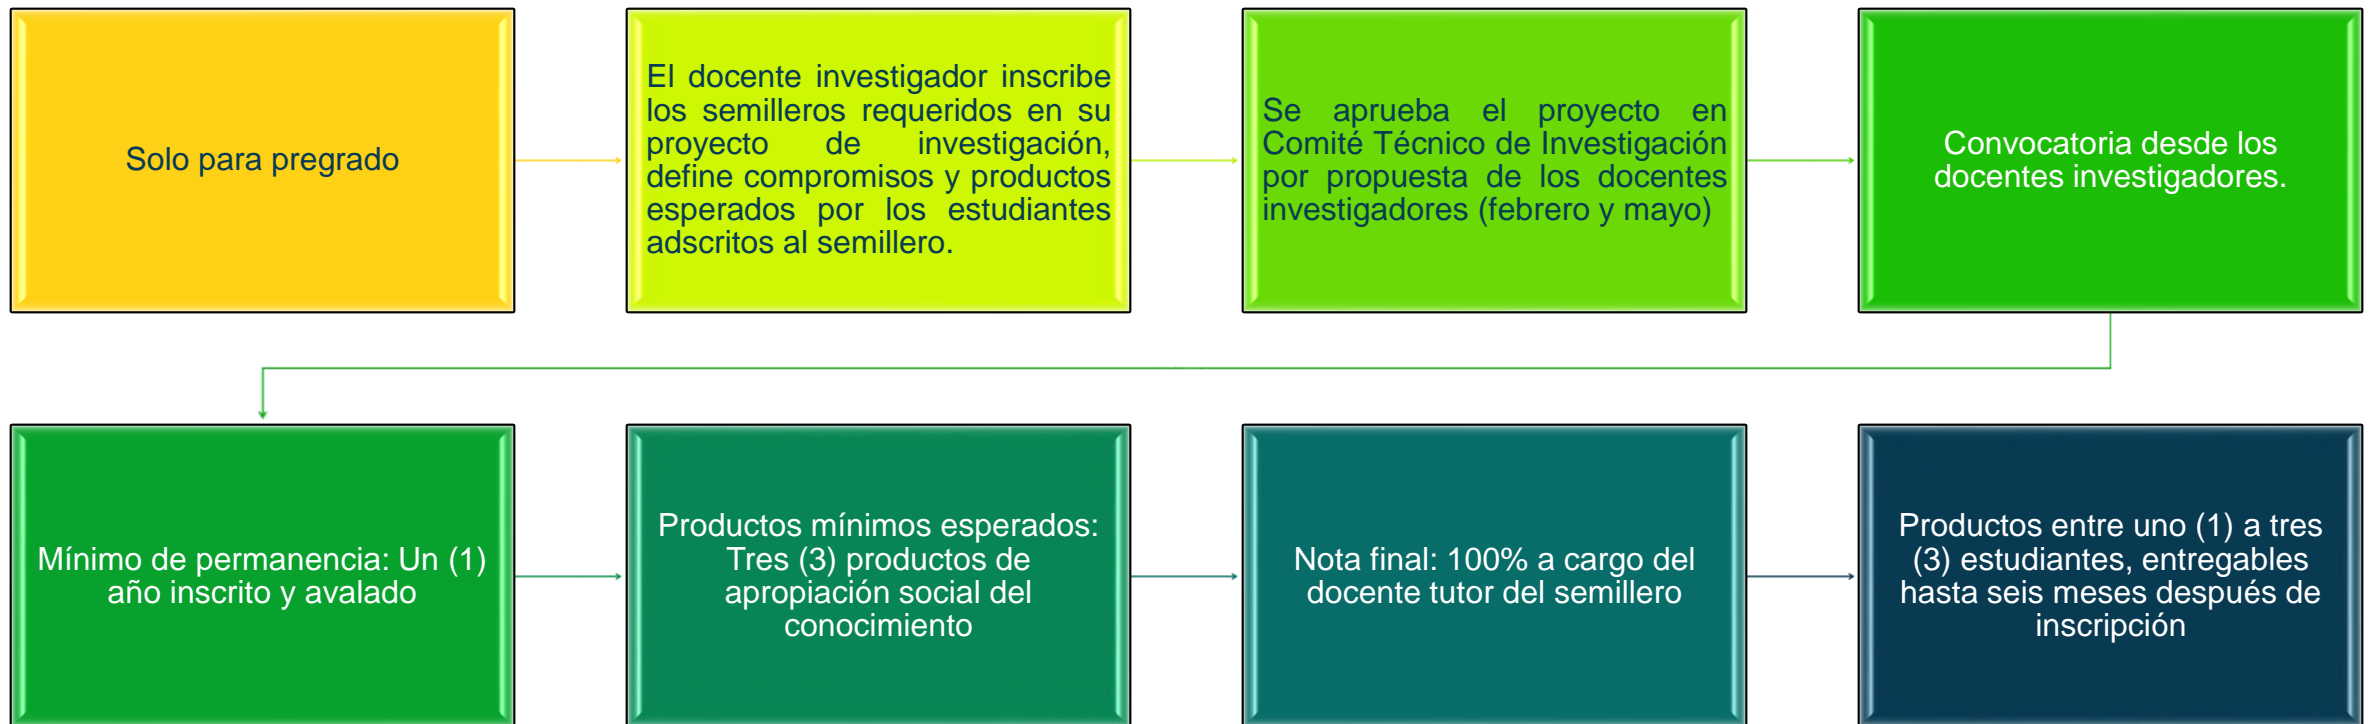 Solo para pregrado
El docente investigador inscribe
los semilleros requeridos en su
proyecto de investigación,
define compromisos y productos
esperados por los estudiantes
adscritos al semillero.
Se aprueba el proyecto en
Comité Técnico de Investigación
por propuesta de los docentes
investigadores (febrero y mayo)
Convocatoria desde los
docentes investigadores.
Mínimo de permanencia: Un (1)
año inscrito y avalado
Productos mínimos esperados:
Tres (3) productos de
apropiación social del
conocimiento
Nota final: 100% a cargo del
docente tutor del semillero
Productos entre uno (1) a tres
(3) estudiantes, entregables
hasta seis meses después de
inscripción